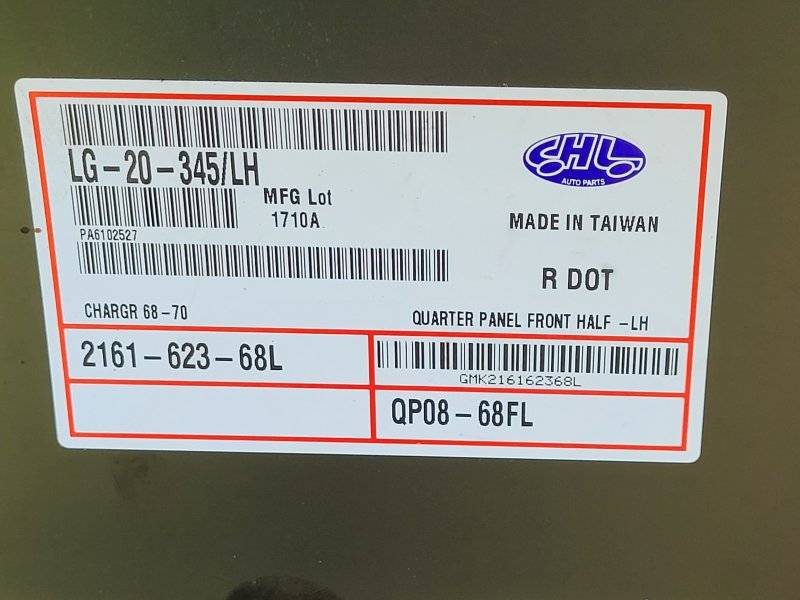 LG-20-345/LH
MFG Lot
1710A
PA6102527
CHL
AUTO PARTS
MADE IN TAIWAN
R DOT
CHARGR 68-70
QUARTER PANEL FRONT HALF -LH
2161-623-68L
GMK216162368L
QP08-68FL